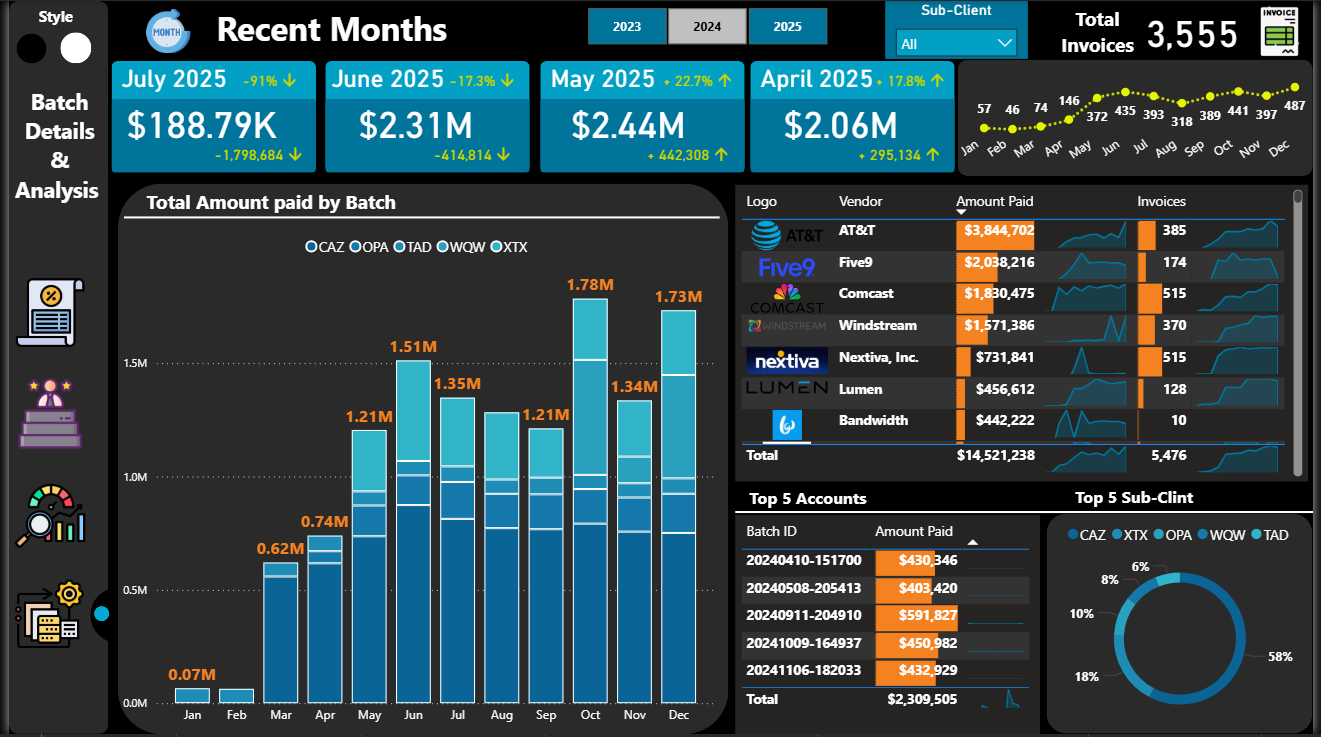 Style
Batch
Details
&
Analysis
MONTH
Recent Months
2023
2024
2025
Sub-Client
All
Total
Invoices
3,555
INVOICE
July 2025 -91%
$188.79K
-1,798,684
June 2025 -17.3%
$2.31M
-414,814
May 2025 + 22.7%
$2.44M
+ 442,308
April 2025 + 17.8%
$2.06M
+ 295,134
57 46 74 146 372 435 393 318 389 441 397 487
Jan Feb Mar Apr May Jun Jul Aug Sep Oct Nov Dec
Total Amount paid by Batch
CAZ OPA TAD WQW XTX
1.78M
1.73M
1.51M
1.35M
1.5M
1.34M
1.21M
1.21M
1.0M
0.74M
0.62M
0.5M
0.07M
0.0M
Jan Feb Mar Apr May Jun Jul Aug Sep Oct Nov Dec
Logo Vendor Amount Paid Invoices
AT&T AT&T $3,844,702 385
Five9 Five9 $2,038,216 174
COMCAST Comcast $1,830,475 515
WINDSTREAM Windstream $1,571,386 370
nextiva Nextiva, Inc. $731,841 515
LUMEN Lumen $456,612 128
Bandwidth $442,222 10
Total $14,521,238 5,476
Top 5 Accounts
Batch ID Amount Paid
20240410-151700 $430,346
20240508-205413 $403,420
20240911-204910 $591,827
20241009-164937 $450,982
20241106-182033 $432,929
Total $2,309,505
Top 5 Sub-Clint
CAZ XTX OPA WQW TAD
6%
8%
10%
18%
58%